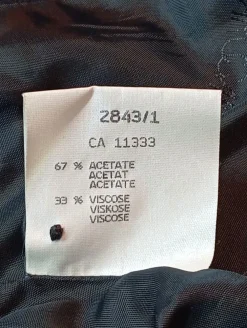 2843/1
CA 11333
67 % ACETATE
ACETAT
ACETATE
33 % VISCOSE
VISKOSE
VISCOSE